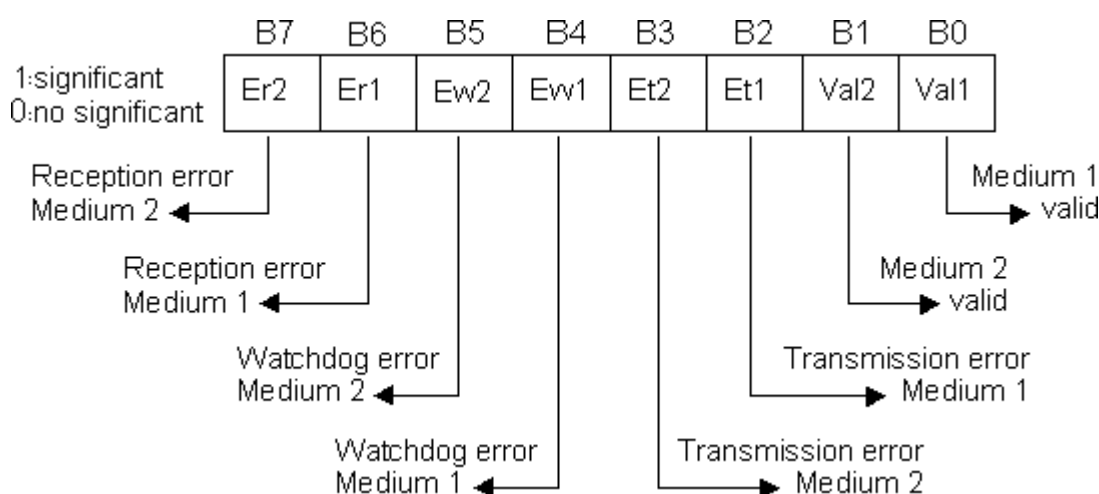 B7 B6 B5 B4 B3 B2 B1 B0
1:significant
0:no significant
Er2 Er1 Ew2 Ew1 Et2 Et1 Val2 Val1
Reception error
Medium 2
Medium 1
valid
Reception error
Medium 1
Medium 2
valid
Watchdog error
Medium 2
Transmission error
Medium 1
Watchdog error
Medium 1
Transmission error
Medium 2